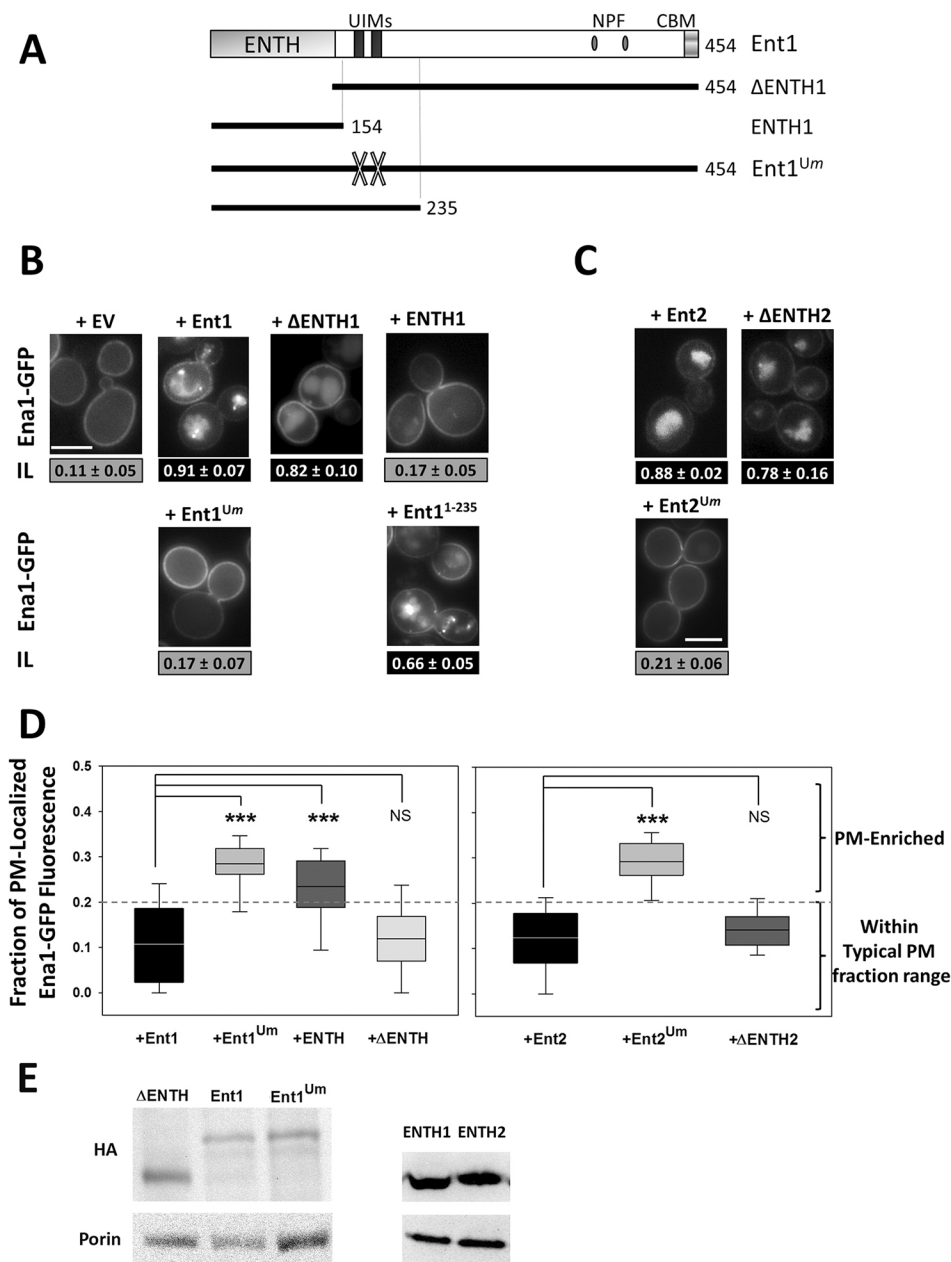 A
UIMs NPF CBM
ENTH 454 Ent1
454 ΔENTH1
154 ENTH1
454 Ent1Um
235
B
C
+ EV + Ent1 + ΔENTH1 + ENTH1
+ Ent2 + ΔENTH2
Ena1-GFP
IL
0.11 ± 0.05 0.91 ± 0.07 0.82 ± 0.10 0.17 ± 0.05
0.88 ± 0.02 0.78 ± 0.16
+ Ent1Um + Ent11-235
+ Ent2Um
Ena1-GFP
IL
0.17 ± 0.07 0.66 ± 0.05
0.21 ± 0.06
D
Fraction of PM-Localized
Ena1-GFP Fluorescence
0.5
0.4
0.3
0.2
0.1
0.0
*** *** NS
*** NS
PM-Enriched
Within
Typical PM
fraction range
+Ent1 +Ent1Um +ENTH +ΔENTH
+Ent2 +Ent2Um +ΔENTH2
E
ΔENTH Ent1 Ent1Um
ENTH1 ENTH2
HA
Porin